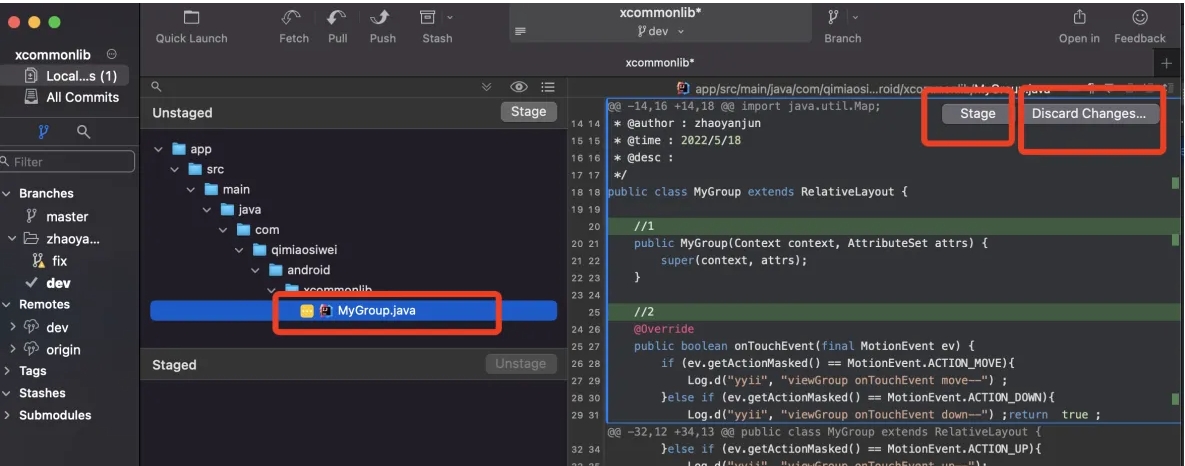 xcommonlib*
Quick Launch
Fetch
Pull
Push
Stash
dev
Branch
Open in
Feedback
xcommonlib
xcommonlib*
Local...s (1)
All Commits
Filter
Branches
master
zhaoya...
fix
dev
Remotes
dev
origin
Tags
Stashes
Submodules
Unstaged
Stage
app
src
main
java
com
qimiaosiwei
android
xcommonlib
MyGroup.java
Staged
Unstage
app/src/main/java/com/qimiaosi...roid/xcommonlib/MyGroup.java
Stage
Discard Changes...
@@ -14,16 +14,18 @@ import java.util.Map;
14 14 * @author : zhaoyanjun
15 15 * @time : 2022/5/18
16 16 * @desc :
17 17 */
18 18 public class MyGroup extends RelativeLayout {
19 19
20 //1
20 21 public MyGroup(Context context, AttributeSet attrs) {
21 22 super(context, attrs);
22 23 }
23 24
25 //2
24 26 @Override
25 27 public boolean onTouchEvent(final MotionEvent ev) {
26 28 if (ev.getActionMasked() == MotionEvent.ACTION_MOVE){
27 29 Log.d("yyii", "viewGroup onTouchEvent move--") ;
28 30 }else if (ev.getActionMasked() == MotionEvent.ACTION_DOWN){
29 31 Log.d("yyii", "viewGroup onTouchEvent down--") ;return true ;
@@ -32,12 +34,13 @@ public class MyGroup extends RelativeLayout {
32 34 }else if (ev.getActionMasked() == MotionEvent.ACTION_UP){
33 35 Log.d("yyii", "viewGroup onTouchEvent up--");